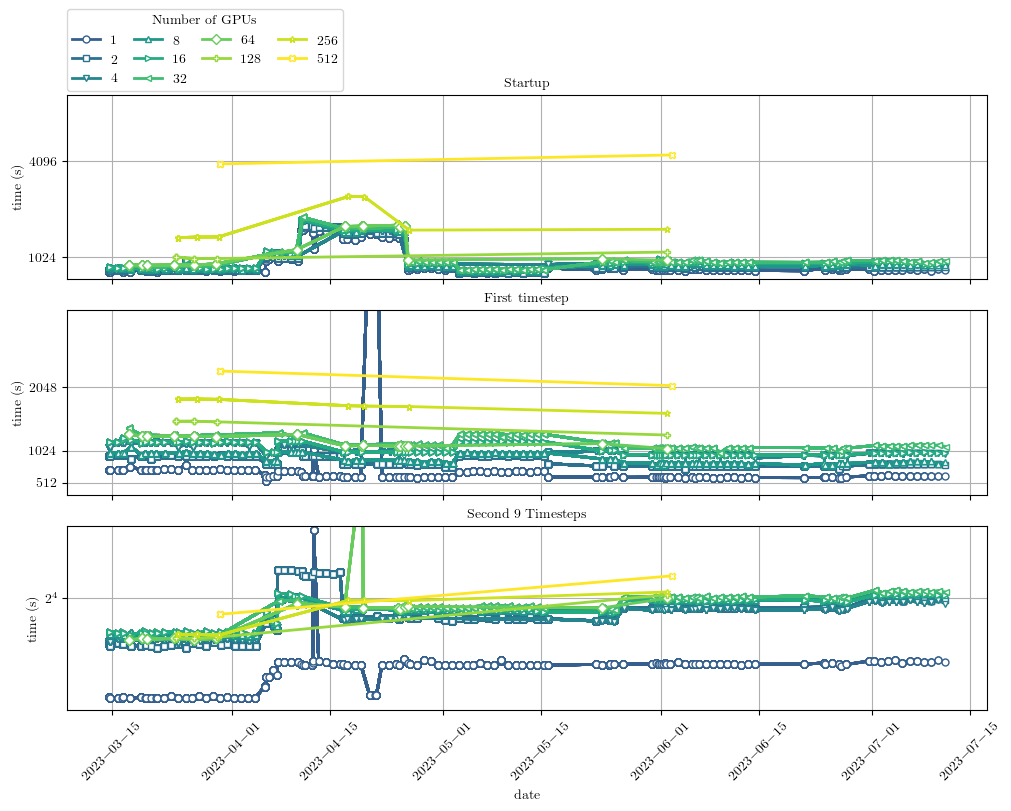 Number of GPUs
1 8 64 256
2 16 128 512
4 32
Startup
4096
1024
time (s)
First timestep
2048
1024
512
time (s)
Second 9 Timesteps
2⁴
time (s)
2023−03−15 2023−04−01 2023−04−15 2023−05−01 2023−05−15 2023−06−01 2023−06−15 2023−07−01 2023−07−15
date